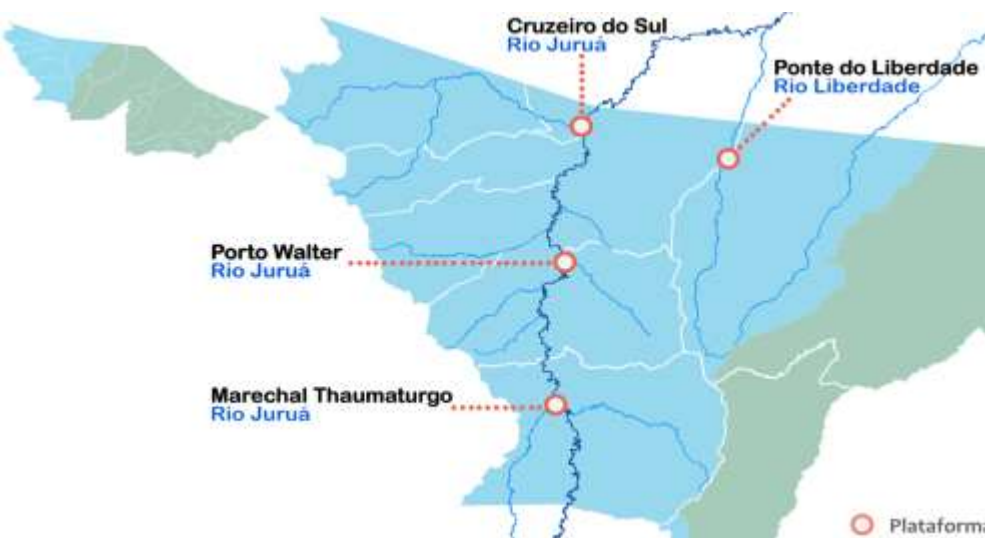 Cruzeiro do Sul
Rio Juruá
Ponte do Liberdade
Rio Liberdade
Porto Walter
Rio Juruá
Marechal Thaumaturgo
Rio Juruá
Plataforma